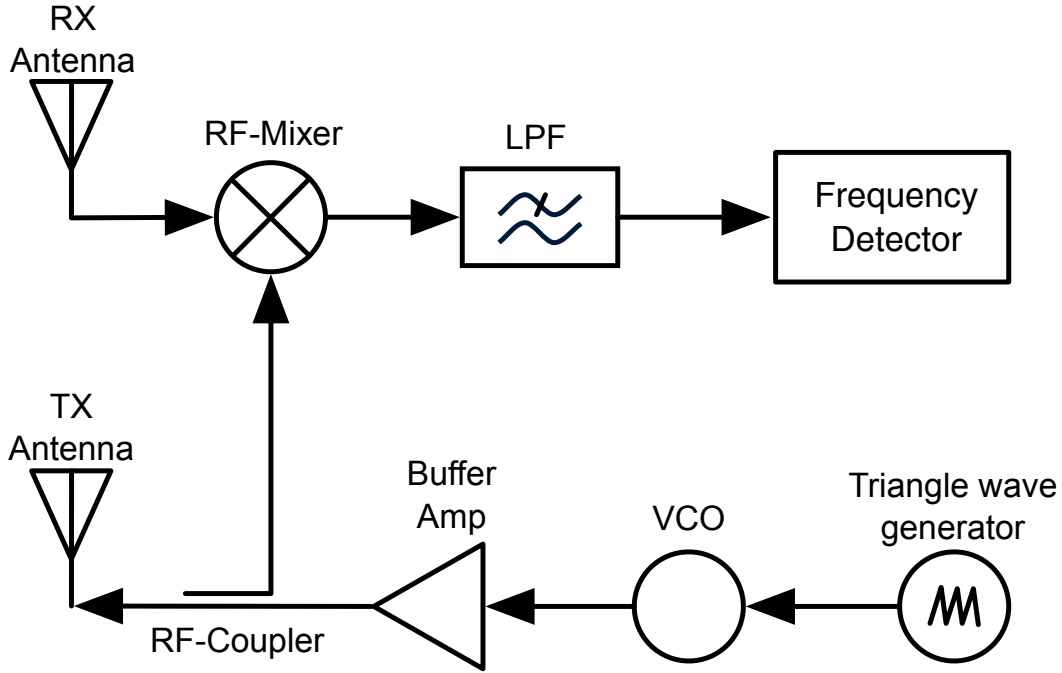 RX
Antenna
RF-Mixer
LPF
Frequency
Detector
TX
Antenna
Buffer
Amp
VCO
Triangle wave
generator
RF-Coupler